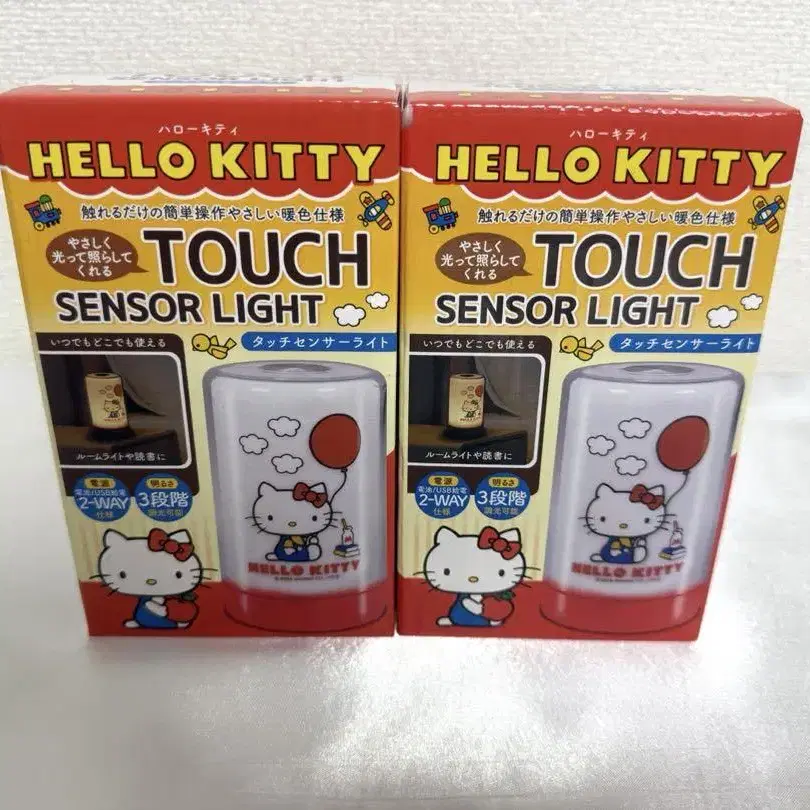 ハローキティ
HELLO KITTY
触れるだけの簡単操作やさしい暖色仕様
やさしく
光って照らして
くれる
TOUCH
SENSOR LIGHT
いつでもどこでも使える
タッチセンサーライト
ルームライトや読書に
電源
電池/USB給電
2-WAY
仕様
明るさ
3段階
調光可能
HELLO KITTY
ハローキティ
HELLO KITTY
触れるだけの簡単操作やさしい暖色仕様
やさしく
光って照らして
くれる
TOUCH
SENSOR LIGHT
いつでもどこでも使える
タッチセンサーライト
ルームライトや読書に
電源
電池/USB給電
2-WAY
仕様
明るさ
3段階
調光可能
HELLO KITTY